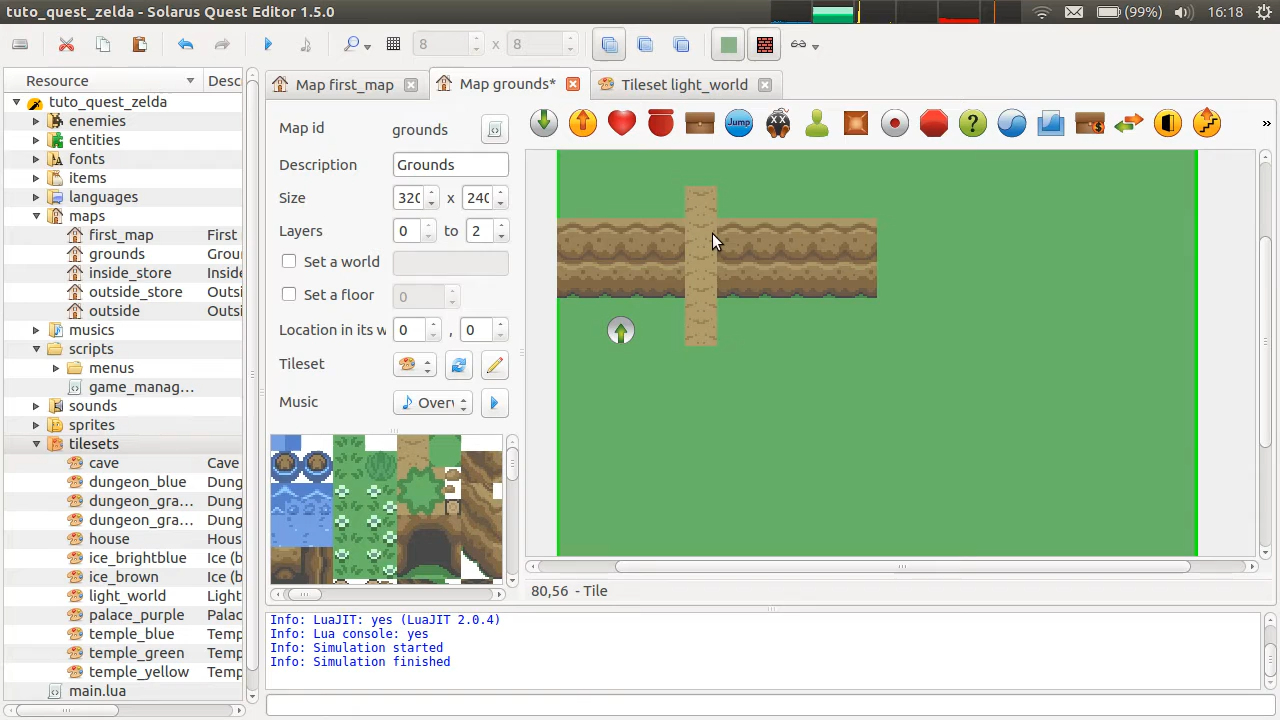 tuto_quest_zelda - Solarus Quest Editor 1.5.0
(99%)
16:18
8 x 8
Resource
Desc
tuto_quest_zelda
enemies
entities
fonts
items
languages
maps
first_map
First
grounds
Grou
inside_store
Insid
outside_store
Outsi
outside
Outsi
musics
scripts
menus
game_manag...
sounds
sprites
tilesets
cave
Cave
dungeon_blue
Dung
dungeon_gra...
Dung
dungeon_gra...
Dung
house
Hous
ice_brightblue
Ice (b
ice_brown
Ice (b
light_world
Light
palace_purple
Palac
temple_blue
Temp
temple_green
Temp
temple_yellow
Temp
main.lua
Map first_map
Map grounds*
Tileset light_world
Map id
grounds
Description
Grounds
Size
320 x 240
Layers
0 to 2
Set a world
Set a floor
0
Location in its w
0 , 0
Tileset
Music
Over
Jump
XX
?
$
»
80,56 - Tile
Info: LuaJIT: yes (LuaJIT 2.0.4)
Info: Lua console: yes
Info: Simulation started
Info: Simulation finished